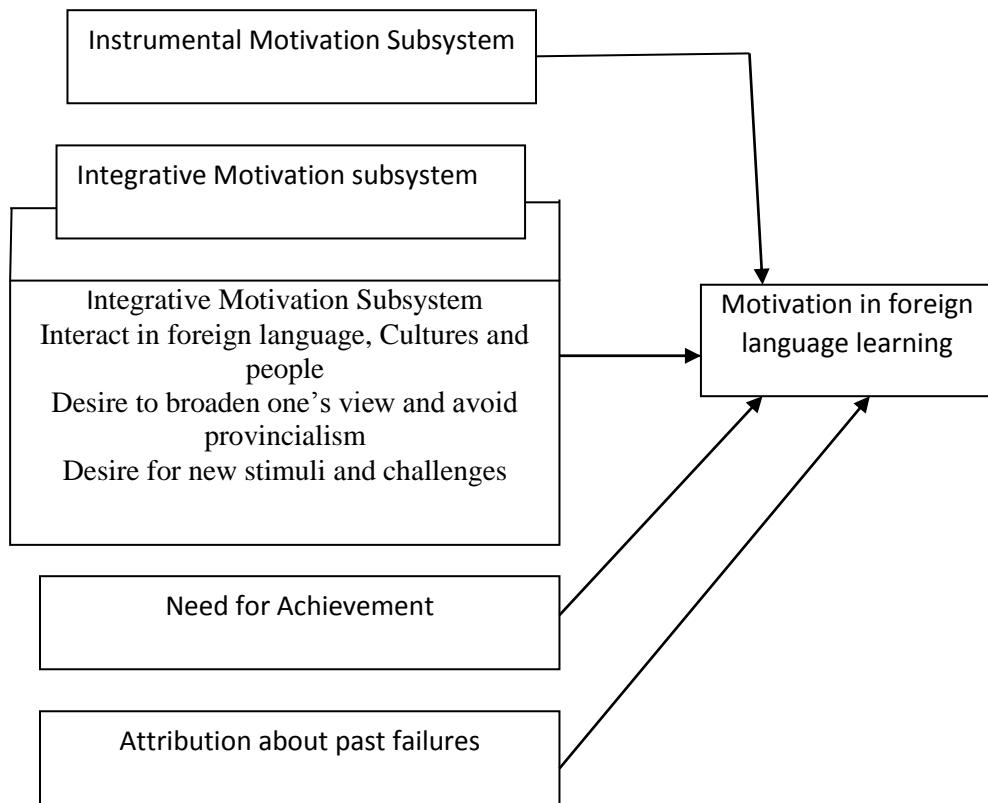 Instrumental Motivation Subsystem
Integrative Motivation subsystem
Integrative Motivation Subsystem
Interact in foreign language, Cultures and
people
Desire to broaden one’s view and avoid
provincialism
Desire for new stimuli and challenges
Motivation in foreign
language learning
Need for Achievement
Attribution about past failures